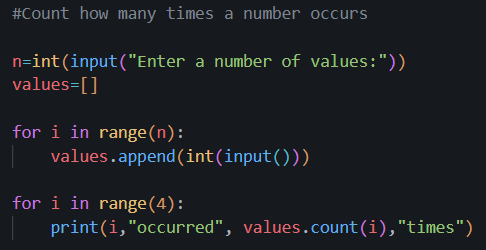 #Count how many times a number occurs
n=int(input("Enter a number of values:"))
values=[]
for i in range(n):
    values.append(int(input()))
for i in range(4):
    print(i,"occurred", values.count(i),"times")